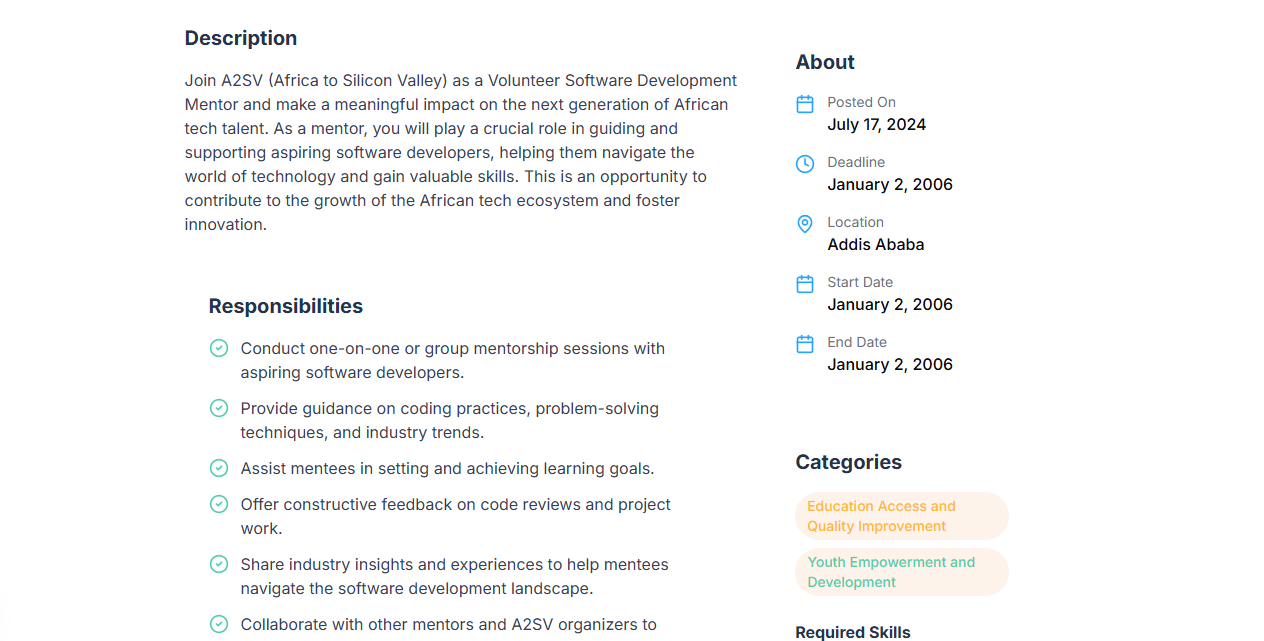 Description
Join A2SV (Africa to Silicon Valley) as a Volunteer Software Development
Mentor and make a meaningful impact on the next generation of African
tech talent. As a mentor, you will play a crucial role in guiding and
supporting aspiring software developers, helping them navigate the
world of technology and gain valuable skills. This is an opportunity to
contribute to the growth of the African tech ecosystem and foster
innovation.
Responsibilities
Conduct one-on-one or group mentorship sessions with
aspiring software developers.
Provide guidance on coding practices, problem-solving
techniques, and industry trends.
Assist mentees in setting and achieving learning goals.
Offer constructive feedback on code reviews and project
work.
Share industry insights and experiences to help mentees
navigate the software development landscape.
Collaborate with other mentors and A2SV organizers to
About
Posted On
July 17, 2024
Deadline
January 2, 2006
Location
Addis Ababa
Start Date
January 2, 2006
End Date
January 2, 2006
Categories
Education Access and
Quality Improvement
Youth Empowerment and
Development
Required Skills